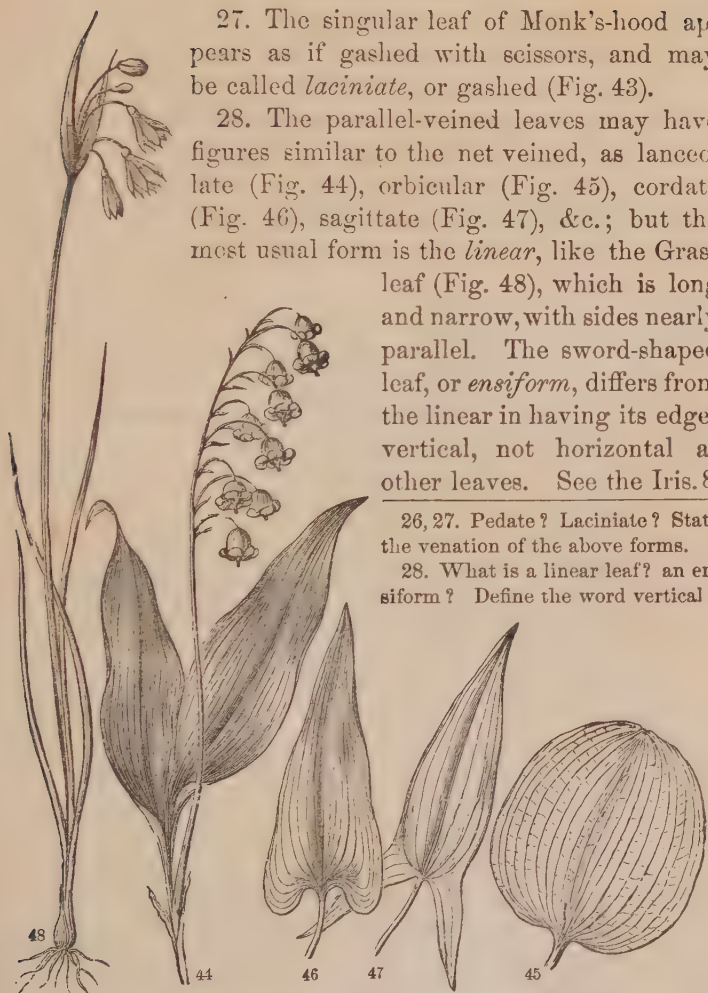 27. The singular leaf of Monk's-hood ap
pears as if gashed with scissors, and may
be called laciniate, or gashed (Fig. 43).
28. The parallel-veined leaves may have
figures similar to the net veined, as lanceo
late (Fig. 44), orbicular (Fig. 45), cordat
(Fig. 46), sagittate (Fig. 47), &c.; but th
most usual form is the linear, like the Gras
leaf (Fig. 48), which is long
and narrow, with sides nearly
parallel. The sword-shaped
leaf, or ensiform, differs from
the linear in having its edge
vertical, not horizontal a
other leaves. See the Iris. 8
26, 27. Pedate? Laciniate? Stat
the venation of the above forms.
28. What is a linear leaf? an en
siform? Define the word vertical
48
44
46
47
45